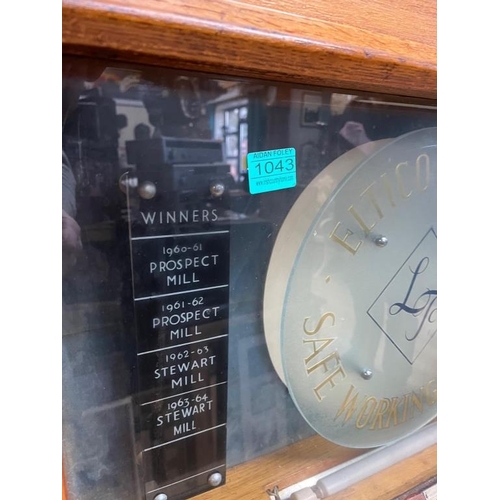 AIDAN FOLEY
1043
WINNERS
1960-61
PROSPECT
MILL
1961-62
PROSPECT
MILL
1962-63
STEWART
MILL
1963-64
STEWART
MILL
SAFE WORKING